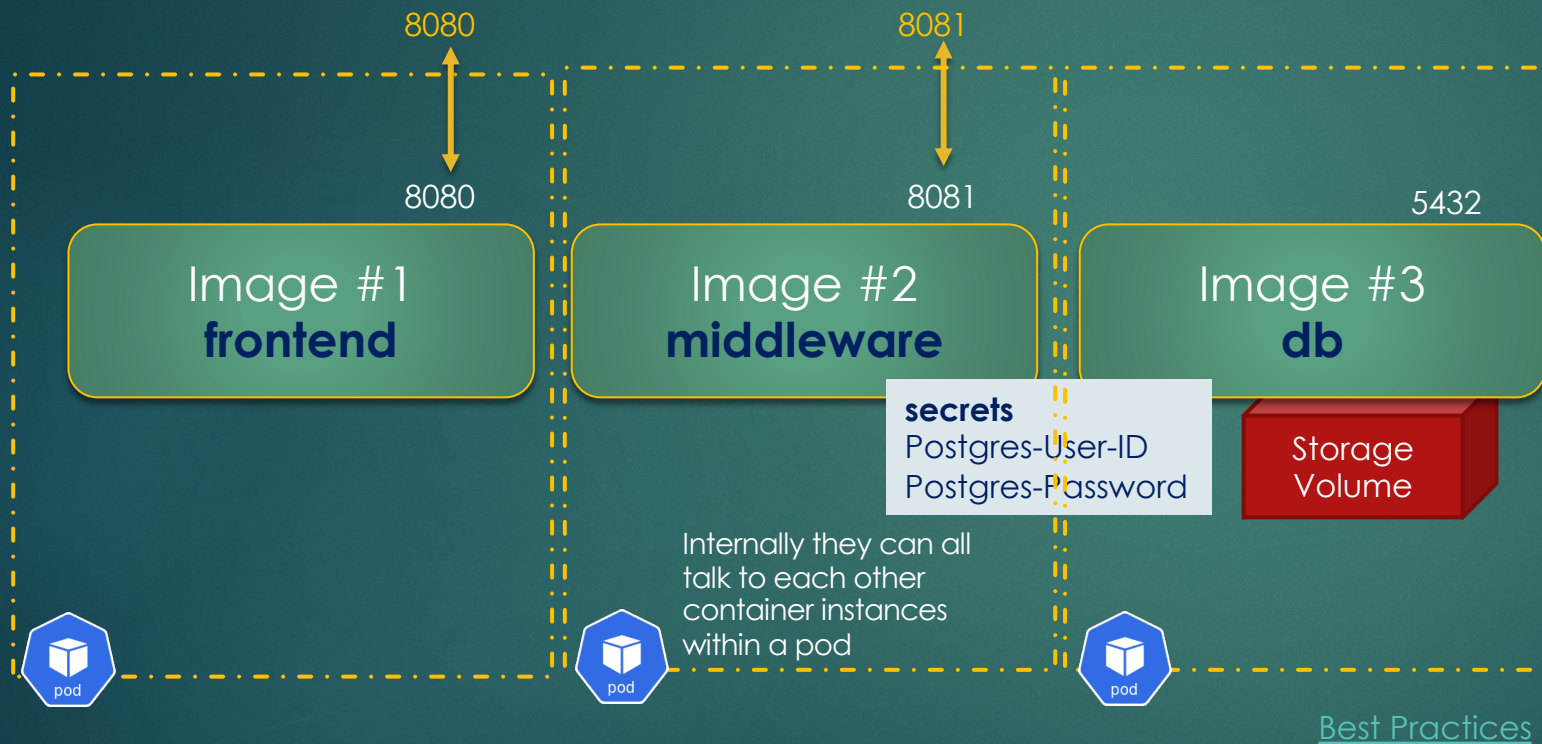 8080
8081
8080
8081
5432
Image #1
frontend
Image #2
middleware
Image #3
db
secrets
Postgres-User-ID
Postgres-Password
Storage
Volume
Internally they can all
talk to each other
container instances
within a pod
pod
pod
pod
Best Practices